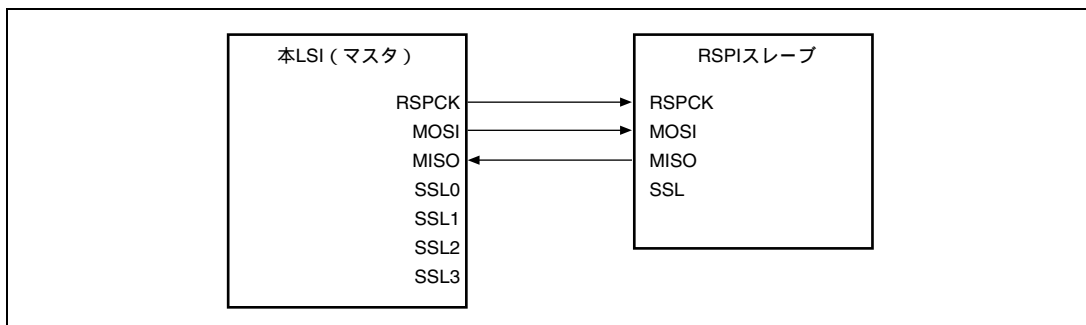 本LSI（マスタ）
RSPCK
MOSI
MISO
SSL0
SSL1
SSL2
SSL3
RSPIスレーブ
RSPCK
MOSI
MISO
SSL